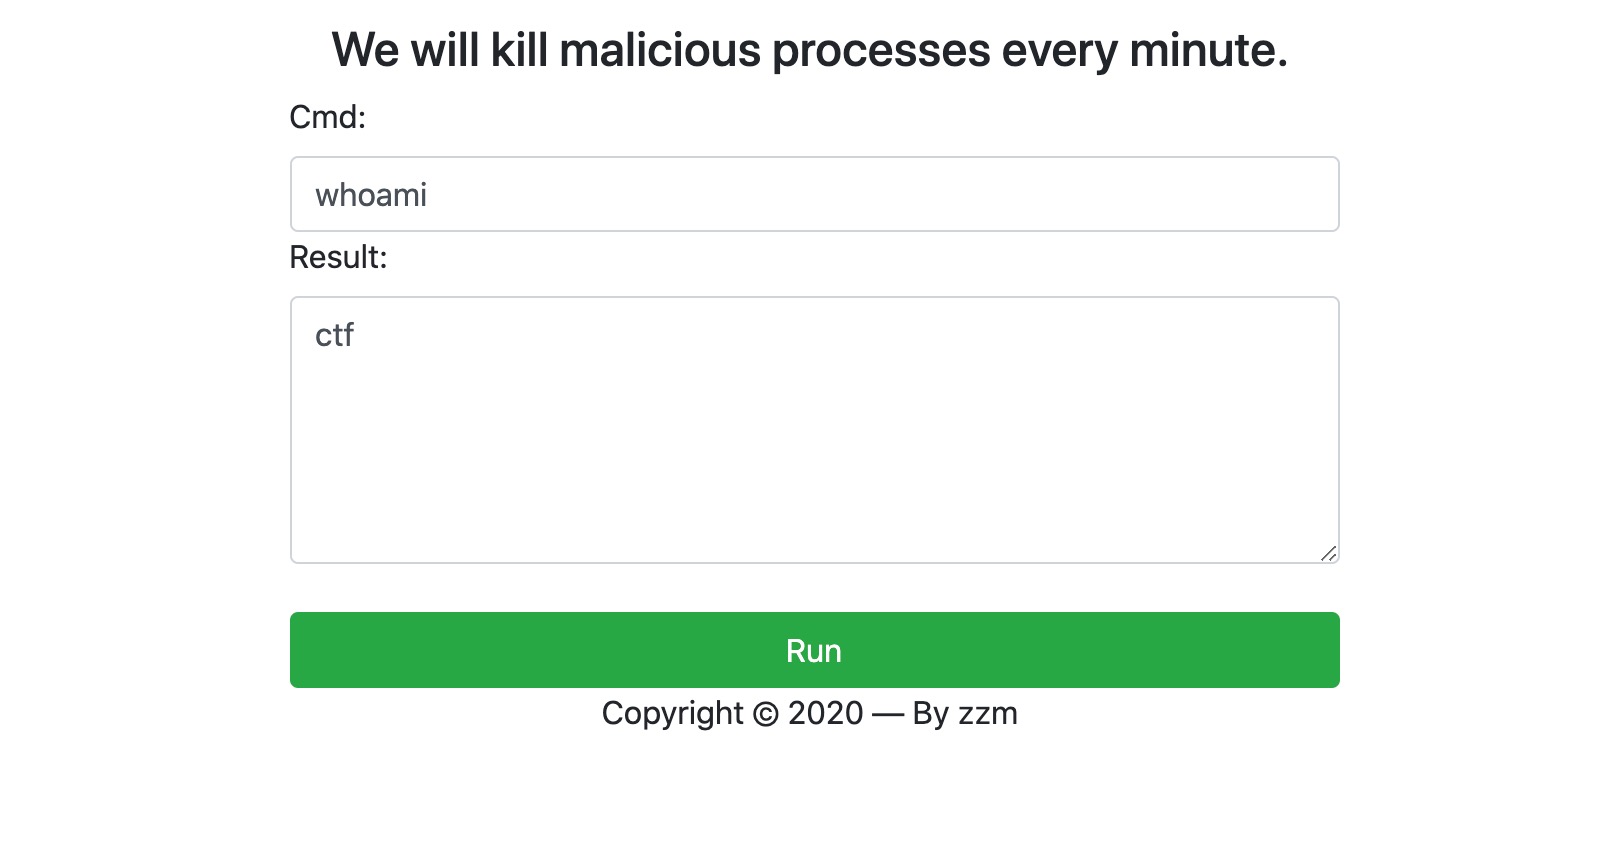 We will kill malicious processes every minute.
Cmd:
whoami
Result:
ctf
Run
Copyright © 2020 — By zzm